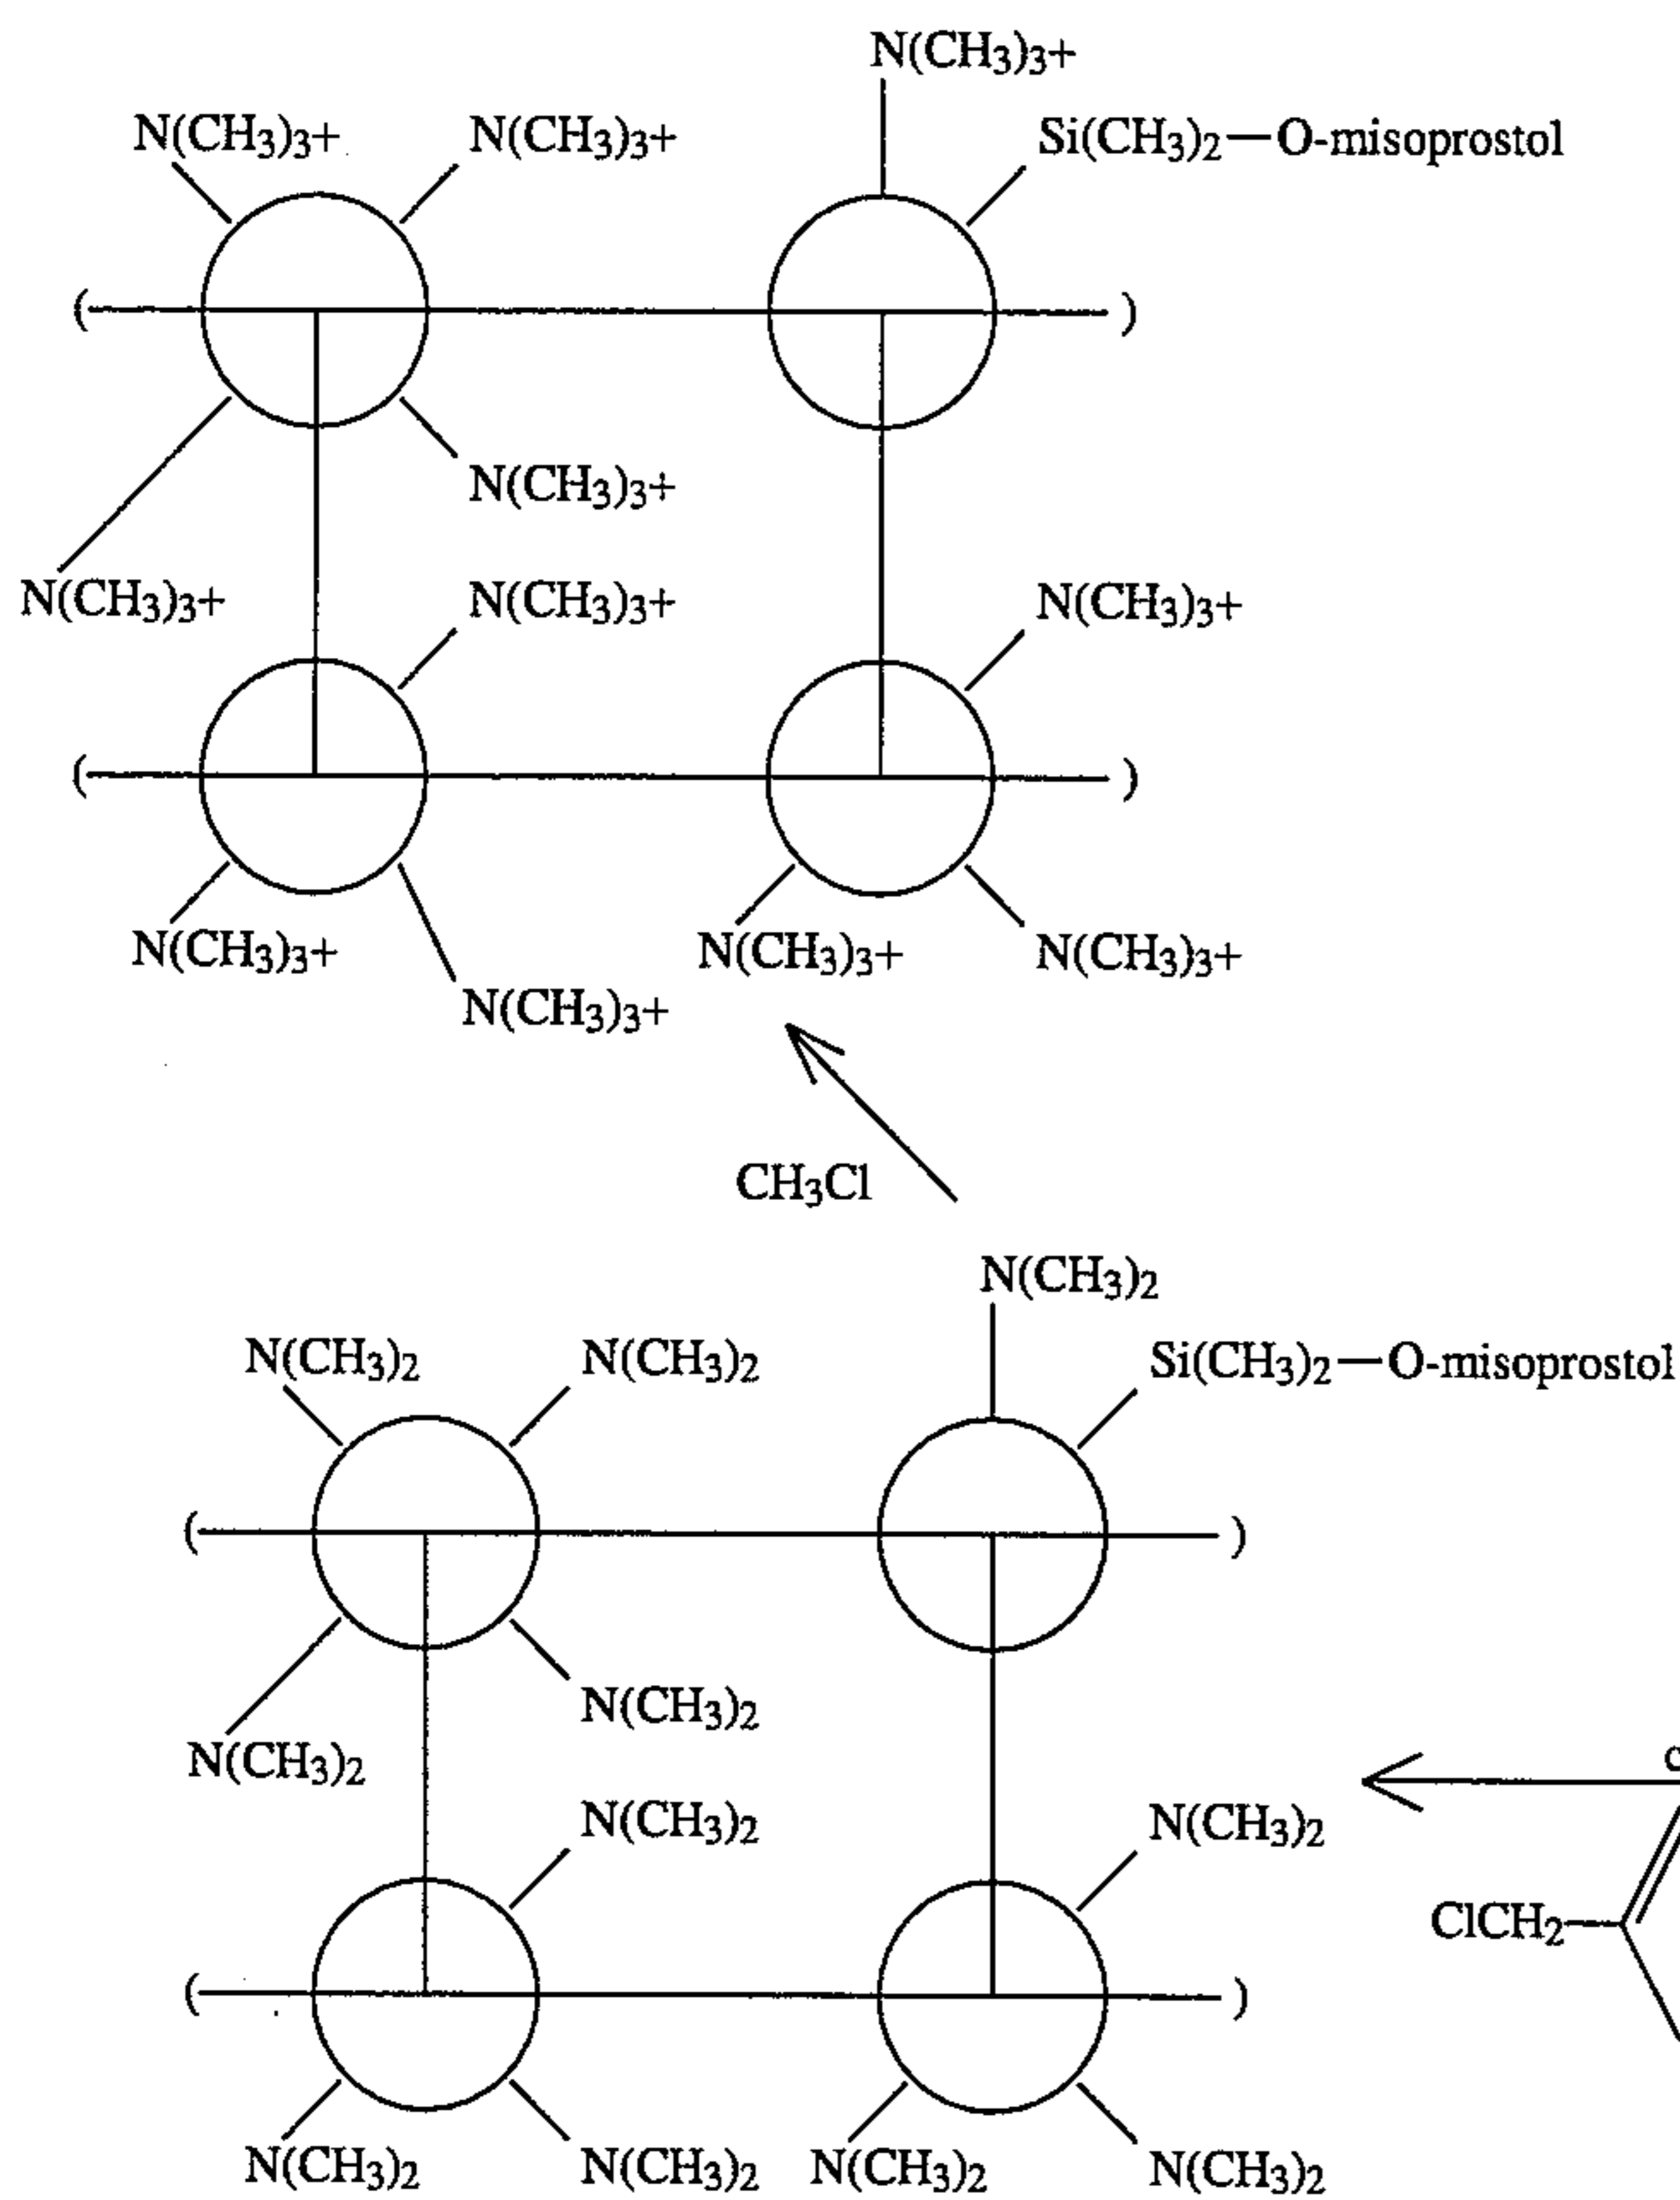 N(CH3)3+
N(CH3)3+ N(CH3)3+ Si(CH3)2—O-misoprostol
( )
N(CH3)3+
N(CH3)3+ N(CH3)3+ N(CH3)3+
( )
N(CH3)3+ N(CH3)3+ N(CH3)3+
N(CH3)3+
CH3Cl
N(CH3)2
N(CH3)2 N(CH3)2 Si(CH3)2—O-misoprostol
( )
N(CH3)2
N(CH3)2
N(CH3)2 N(CH3)2
ClCH2
( )
N(CH3)2 N(CH3)2 N(CH3)2 N(CH3)2